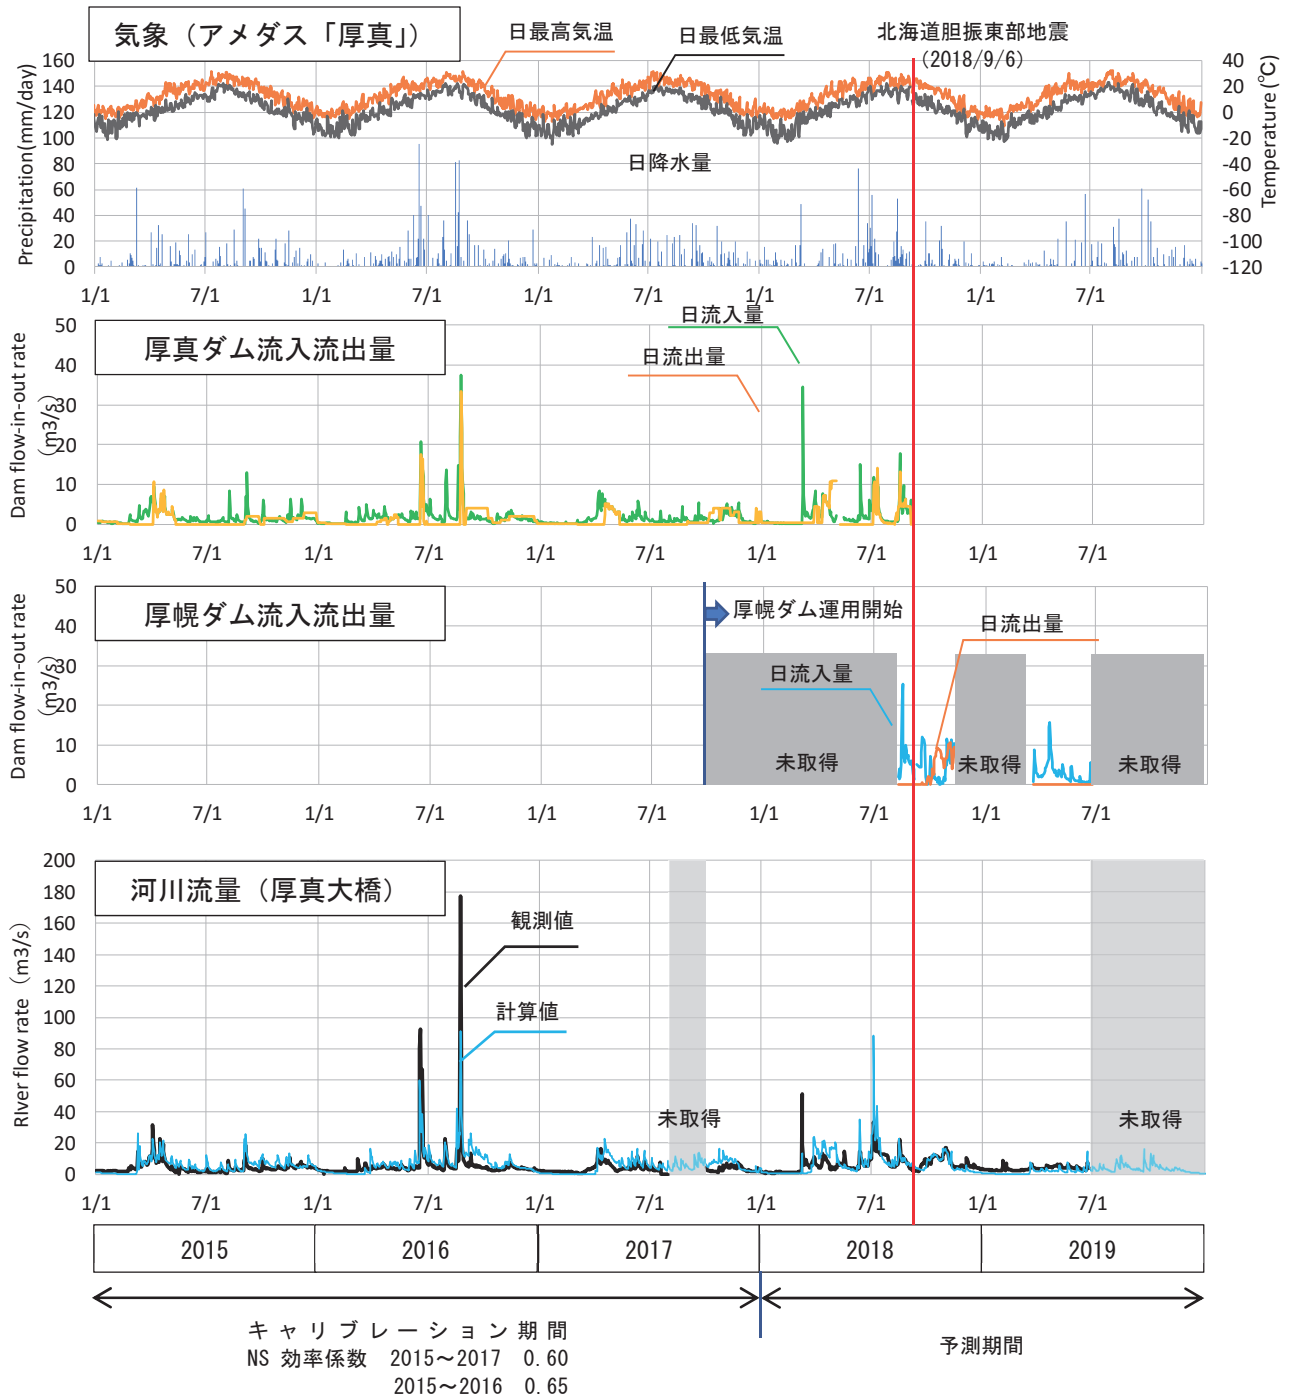 気象（アメダス「厚真」）
日最高気温
日最低気温
北海道胆振東部地震
（2018/9/6）
Precipitation(mm/day)
160
140
120
100
80
60
40
20
0
日降水量
40
20
0
-20
-40
-60
-80
-100
-120
Temperature(℃)
1/1 7/1 1/1 7/1 1/1 7/1 1/1 7/1 1/1 7/1
厚真ダム流入流出量
日流入量
日流出量
Dam flow-in-out rate
（m3/s）
50
40
30
20
10
0
1/1 7/1 1/1 7/1 1/1 7/1 1/1 7/1 1/1 7/1
厚幌ダム流入流出量
厚幌ダム運用開始
日流出量
日流入量
Dam flow-in-out rate
（m3/s）
50
40
30
20
10
0
未取得 未取得 未取得
1/1 7/1 1/1 7/1 1/1 7/1 1/1 7/1 1/1 7/1
河川流量（厚真大橋）
観測値
計算値
RIver flow rate（m3/s）
200
180
160
140
120
100
80
60
40
20
0
未取得 未取得
1/1 7/1 1/1 7/1 1/1 7/1 1/1 7/1 1/1 7/1
2015 2016 2017 2018 2019
キャリブレーション期間
NS 効率係数 2015～2017 0.60
2015～2016 0.65
予測期間